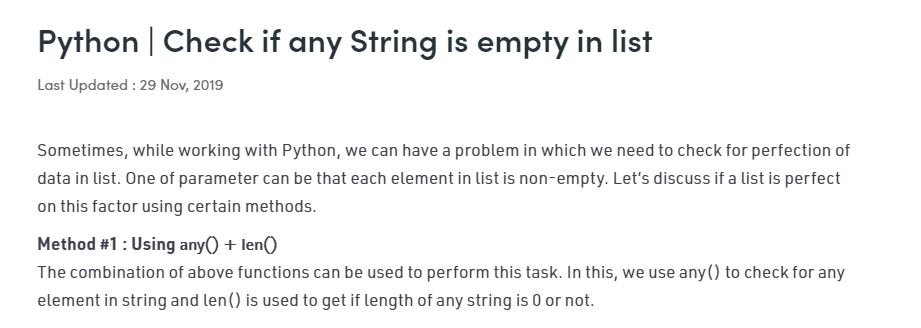 Python | Check if any String is empty in list
Last Updated : 29 Nov, 2019
Sometimes, while working with Python, we can have a problem in which we need to check for perfection of
data in list. One of parameter can be that each element in list is non-empty. Let’s discuss if a list is perfect
on this factor using certain methods.
Method #1 : Using any() + len()
The combination of above functions can be used to perform this task. In this, we use any() to check for any
element in string and len() is used to get if length of any string is 0 or not.